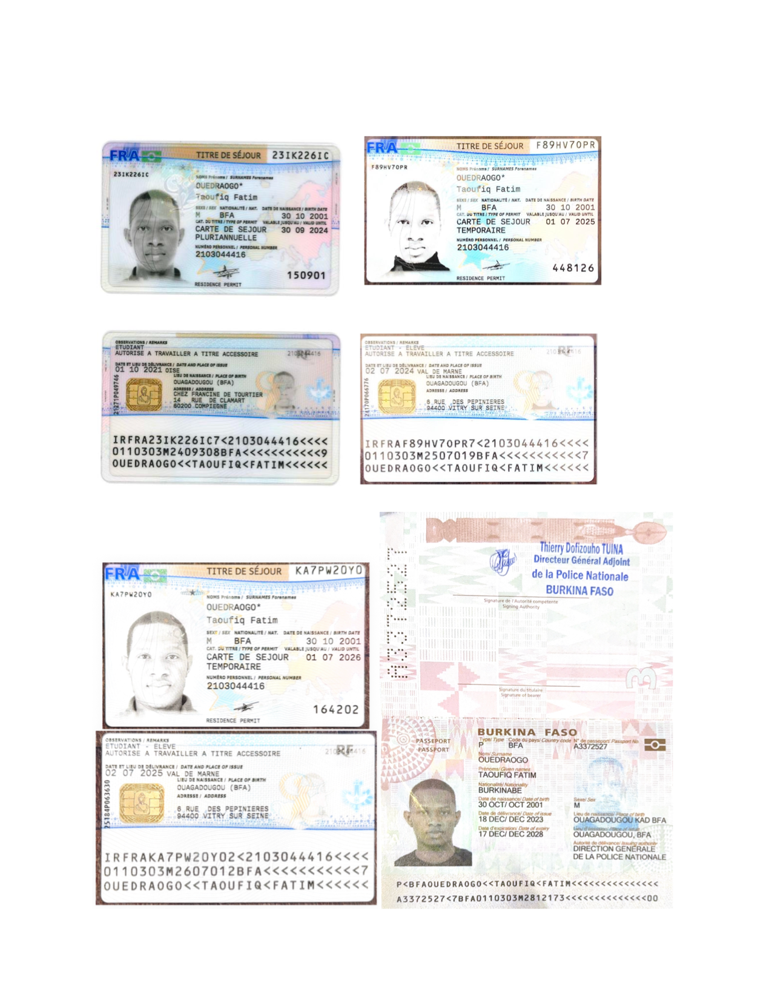 FRA TITRE DE SÉJOUR 23IK226IC
23IK226IC
NOMS Prénoms / SURNAMES Forenames
OUEDRAOGO*
Taoufiq Fatim
SEXE / SEX NATIONALITÉ / NAT. DATE DE NAISSANCE / BIRTH DATE
M BFA 30 10 2001
CAT. DU TITRE / TYPE OF PERMIT VALABLE JUSQU'AU / VALID UNTIL
CARTE DE SEJOUR 30 09 2024
PLURIANNUELLE
NUMÉRO PERSONNEL / PERSONAL NUMBER
2103044416
150901
RESIDENCE PERMIT
FRA TITRE DE SÉJOUR F89HV70PR
F89HV70PR
NOMS Prénoms / SURNAMES Forenames
OUEDRAOGO*
Taoufiq Fatim
SEXE / SEX NATIONALITÉ / NAT. DATE DE NAISSANCE / BIRTH DATE
M BFA 30 10 2001
CAT. DU TITRE / TYPE OF PERMIT VALABLE JUSQU'AU / VALID UNTIL
CARTE DE SEJOUR 01 07 2025
TEMPORAIRE
NUMÉRO PERSONNEL / PERSONAL NUMBER
2103044416
448126
RESIDENCE PERMIT
OBSERVATIONS / REMARKS
ETUDIANT
AUTORISE A TRAVAILLER A TITRE ACCESSOIRE
2103044416
RF
DATE ET LIEU DE DÉLIVRANCE / DATE AND PLACE OF ISSUE
01 10 2021 OISE
LIEU DE NAISSANCE / PLACE OF BIRTH
OUAGADOUGOU (BFA)
ADRESSE / ADDRESS
CHEZ FRANCINE DE TOURTIER
14 RUE DE CLAMART
60200 COMPIEGNE
21271P049746
IRFRA23IK226IC7<2103044416<<<<
0110303M2409308BFA<<<<<<<<<<<9
OUEDRAOGO<<TAOUFIQ<FATIM<<<<<<
OBSERVATIONS / REMARKS
ETUDIANT - ELEVE
AUTORISE A TRAVAILLER A TITRE ACCESSOIRE
2103044416
RF
DATE ET LIEU DE DÉLIVRANCE / DATE AND PLACE OF ISSUE
02 07 2024 VAL DE MARNE
LIEU DE NAISSANCE / PLACE OF BIRTH
OUAGADOUGOU (BFA)
ADRESSE / ADDRESS
6 RUE DES PEPINIERES
94400 VITRY SUR SEINE
24170P066776
IRFRAF89HV70PR7<2103044416<<<<
0110303M2507019BFA<<<<<<<<<<<7
OUEDRAOGO<<TAOUFIQ<FATIM<<<<<<
FRA TITRE DE SÉJOUR KA7PW20Y0
KA7PW20Y0
NOMS Prénoms / SURNAMES Forenames
OUEDRAOGO*
Taoufiq Fatim
SEXE / SEX NATIONALITÉ / NAT. DATE DE NAISSANCE / BIRTH DATE
M BFA 30 10 2001
CAT. DU TITRE / TYPE OF PERMIT VALABLE JUSQU'AU / VALID UNTIL
CARTE DE SEJOUR 01 07 2026
TEMPORAIRE
NUMÉRO PERSONNEL / PERSONAL NUMBER
2103044416
164202
RESIDENCE PERMIT
OBSERVATIONS / REMARKS
ETUDIANT - ELEVE
AUTORISE A TRAVAILLER A TITRE ACCESSOIRE
RF
DATE ET LIEU DE DÉLIVRANCE / DATE AND PLACE OF ISSUE
02 07 2025 VAL DE MARNE
LIEU DE NAISSANCE / PLACE OF BIRTH
OUAGADOUGOU (BFA)
ADRESSE / ADDRESS
6 RUE DES PEPINIERES
94400 VITRY SUR SEINE
25184P063630
IRFRAKA7PW20Y02<2103044416<<<<
0110303M2607012BFA<<<<<<<<<<<7
OUEDRAOGO<<TAOUFIQ<FATIM<<<<<<
Thierry Dofizouho TUINA
Directeur Général Adjoint
de la Police Nationale
BURKINA FASO
Signature de l'Autorité compétente
Signing Authority
A3372527
3
Signature du titulaire
Signature of bearer
BURKINA FASO
PASSEPORT
PASSPORT
Type/ Type Code du pays/ Country code N° de passeport/ Passport No.
P BFA A3372527
Nom/ Surname
OUEDRAOGO
Prénoms/ Given names
TAOUFIQ FATIM
Nationalité/ Nationality
BURKINABE
Date de naissance/ Date of birth Sexe/ Sex
30 OCT/ OCT 2001 M
Date de délivrance/ Date of issue Lieu de naissance/ Place of birth
18 DEC/ DEC 2023 OUAGADOUGOU KAD BFA
Date d'expiration/ Date of expiry
17 DEC/ DEC 2028 OUAGADOUGOU, BFA
Autorité de délivrance/ Issuing authority
DIRECTION GENERALE
DE LA POLICE NATIONALE
P<BFAOUEDRAOGO<<TAOUFIQ<FATIM<<<<<<<<<<<<<<<
A3372527<7BFA0110303M2812173<<<<<<<<<<<<<<00